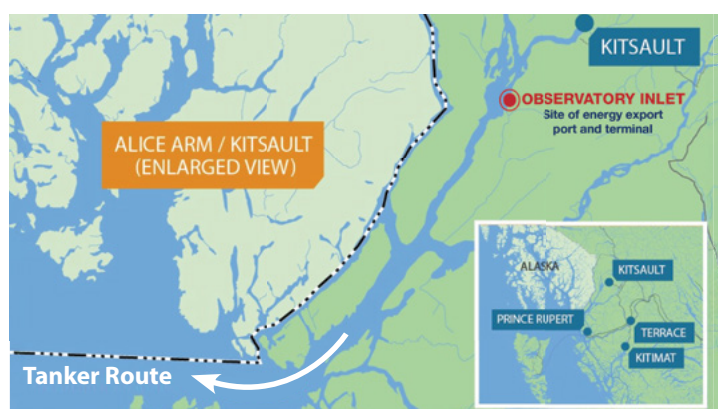 KITSAULT
OBSERVATORY INLET
Site of energy export
port and terminal
ALICE ARM / KITSAULT
(ENLARGED VIEW)
ALASKA
KITSAULT
PRINCE RUPERT
TERRACE
KITIMAT
Tanker Route